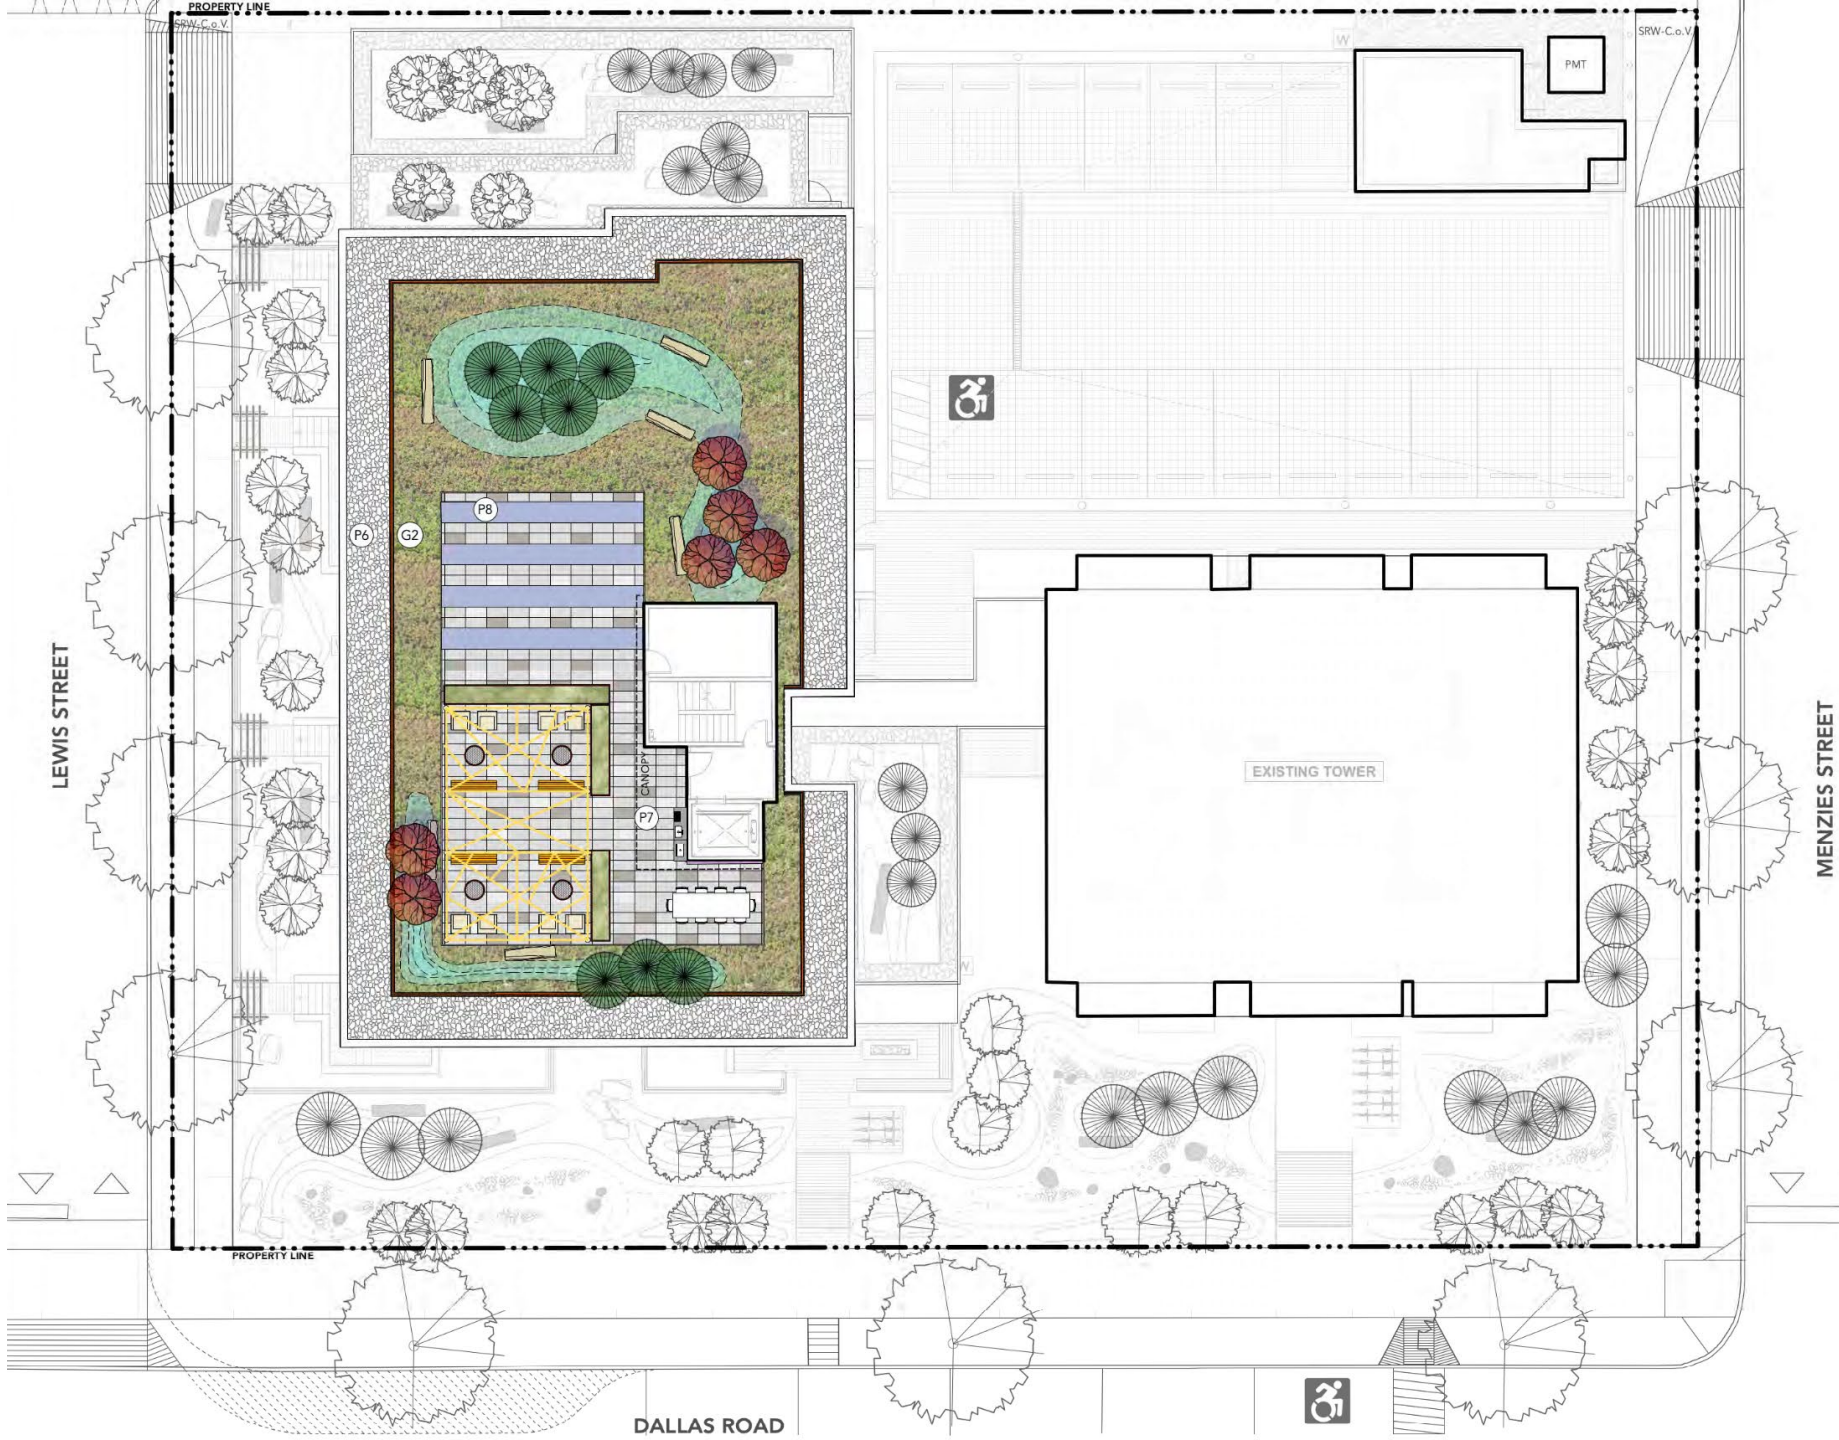 PROPERTY LINE
SRW-C.o.V.
SRW-C.o.V.
W
PMT
P8
P6
G2
LEWIS STREET
MENZIES STREET
EXISTING TOWER
CANOPY
P7
W
PROPERTY LINE
DALLAS ROAD